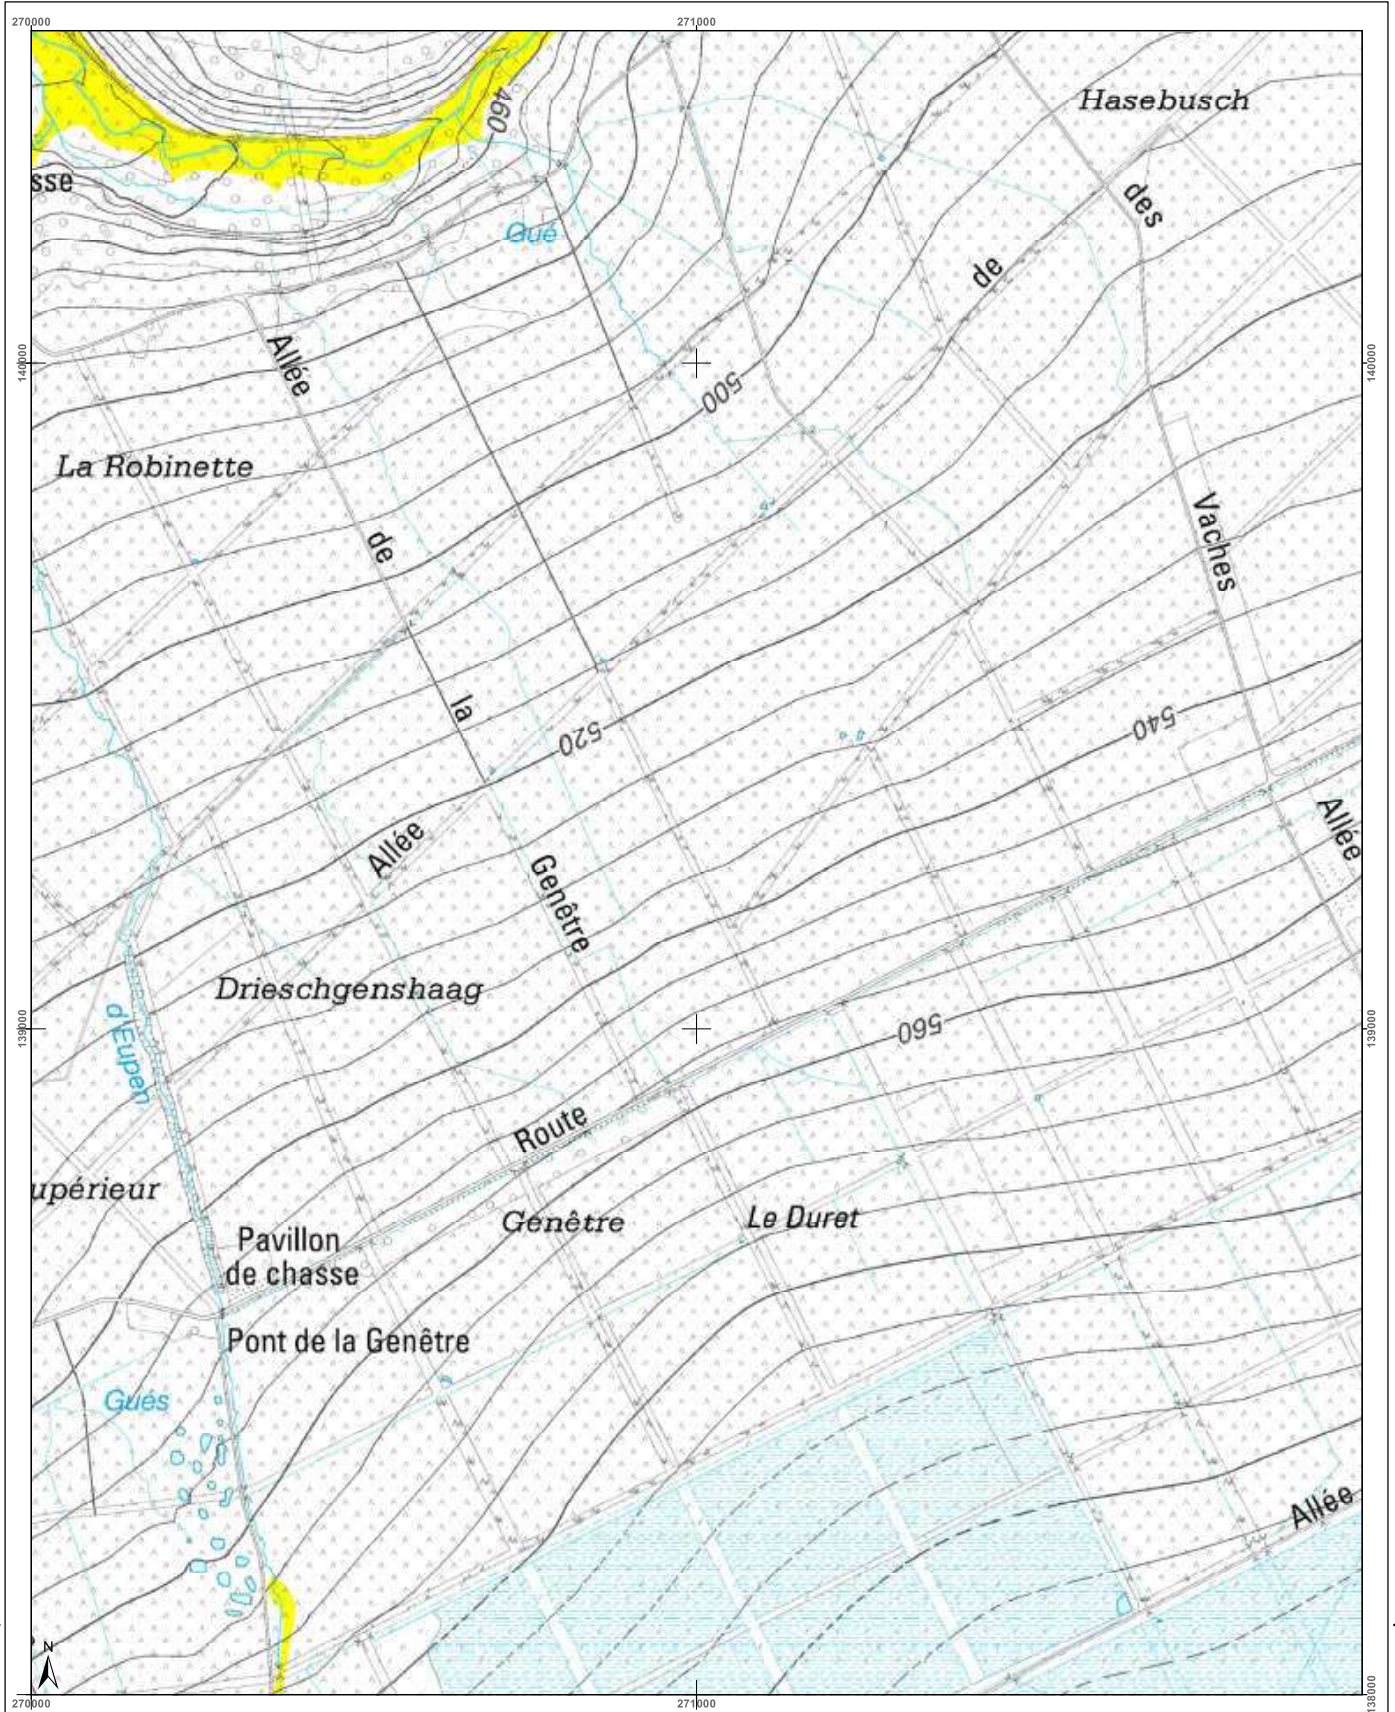 270000
271000
Hasebusch
460
sse
des
Gué
de
Allée
140000
140000
500
La Robinette
de
Vaches
la
520
540
Allée
Allée
Genêtre
Drieschgenshaag
139000
139000
d'Eupen
560
Route
upérieur
Genêtre
Le Duret
Pavillon
de chasse
Pont de la Genêtre
Gués
Allée
N
270000
271000
138000